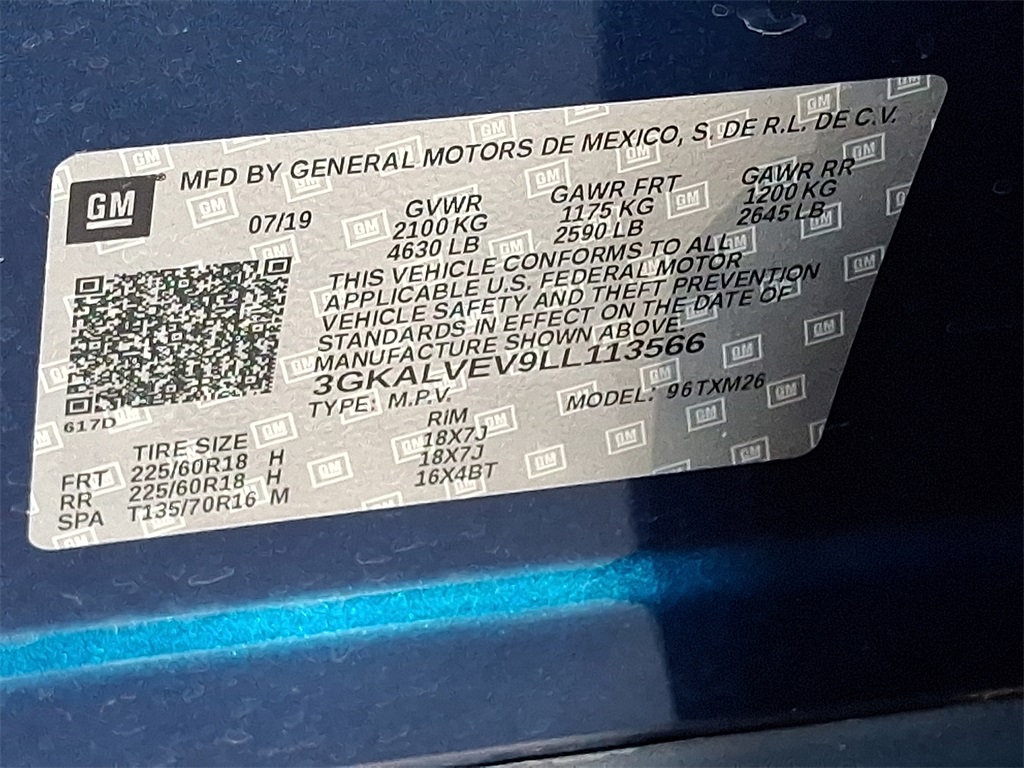 GM
MFD BY GENERAL MOTORS DE MEXICO, S. DE R.L. DE C.V.
07/19
GVWR GAWR FRT GAWR RR
2100 KG 1175 KG 1200 KG
4630 LB 2590 LB 2645 LB
THIS VEHICLE CONFORMS TO ALL
APPLICABLE U.S. FEDERAL MOTOR
VEHICLE SAFETY AND THEFT PREVENTION
STANDARDS IN EFFECT ON THE DATE OF
MANUFACTURE SHOWN ABOVE.
3GKALVEV9LL113566
TYPE: M.P.V. MODEL: 96TXM26
617D
TIRE SIZE RIM
FRT 225/60R18 H 18X7J
RR 225/60R18 H 18X7J
SPA T135/70R16 M 16X4BT